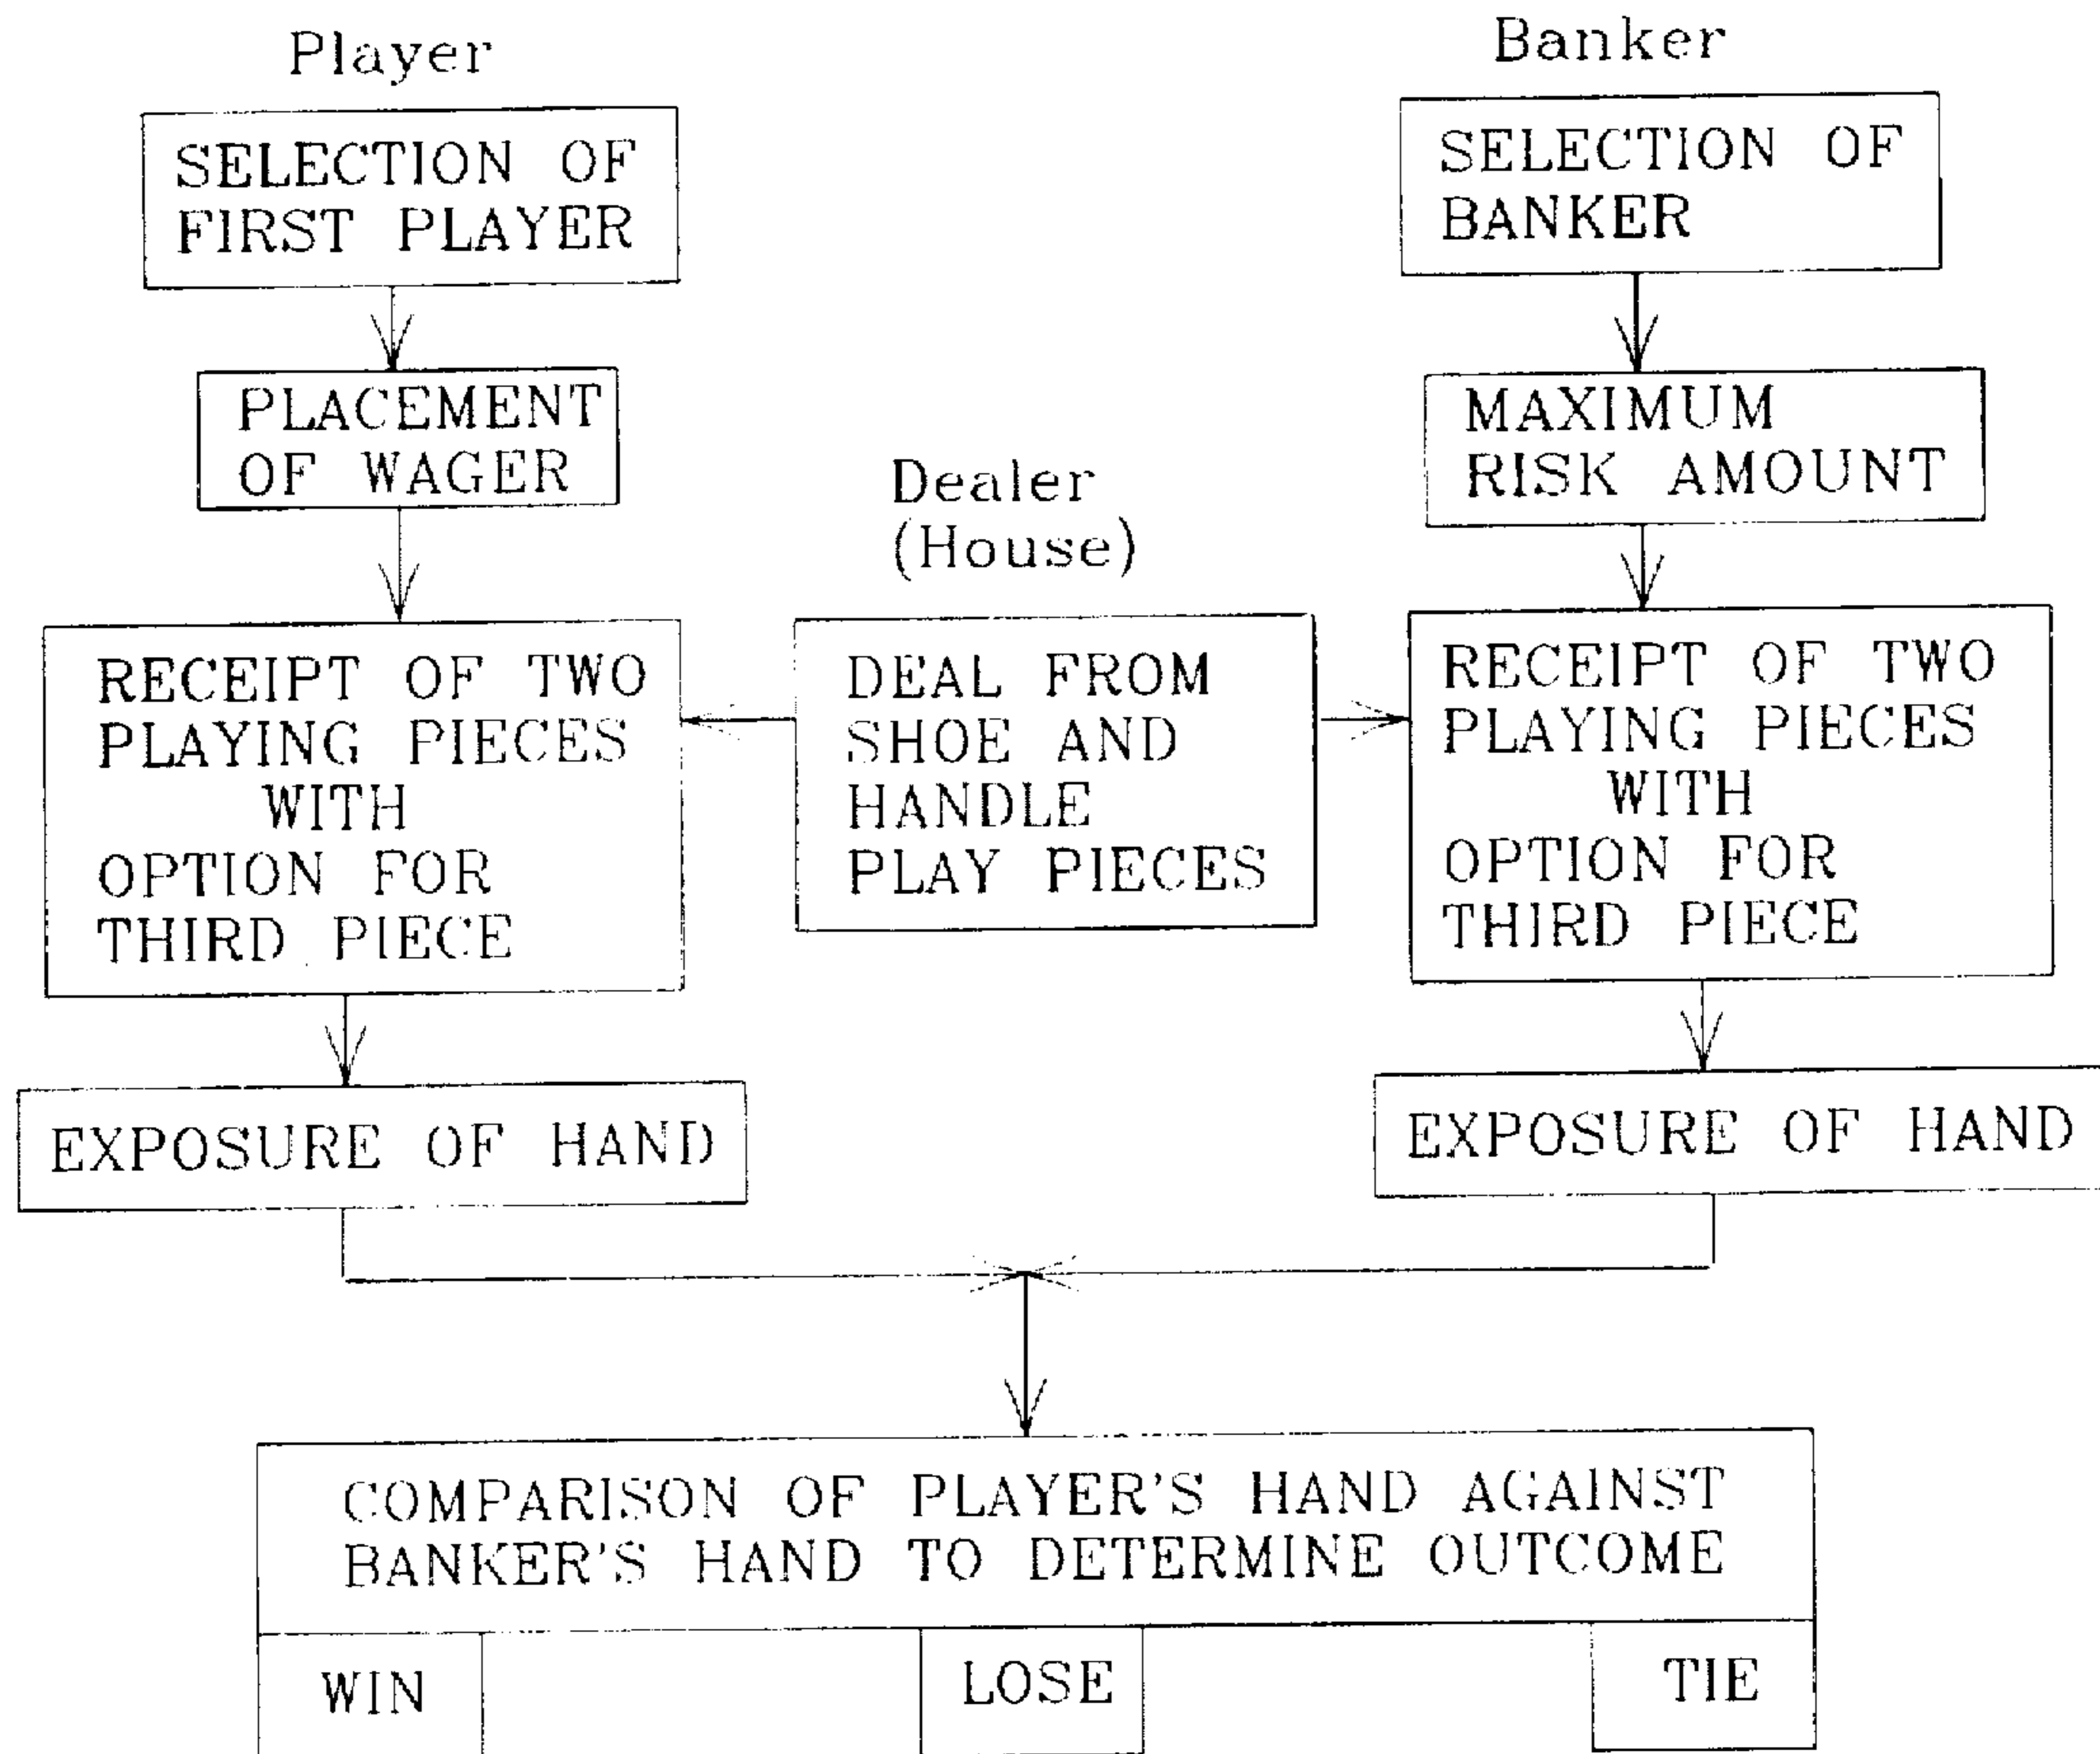 Player
SELECTION OF
FIRST PLAYER
PLACEMENT
OF WAGER
RECEIPT OF TWO
PLAYING PIECES
WITH
OPTION FOR
THIRD PIECE
EXPOSURE OF HAND
Dealer
(House)
DEAL FROM
SHOE AND
HANDLE
PLAY PIECES
Banker
SELECTION OF
BANKER
MAXIMUM
RISK AMOUNT
RECEIPT OF TWO
PLAYING PIECES
WITH
OPTION FOR
THIRD PIECE
EXPOSURE OF HAND
COMPARISON OF PLAYER'S HAND AGAINST
BANKER'S HAND TO DETERMINE OUTCOME
WIN
LOSE
TIE